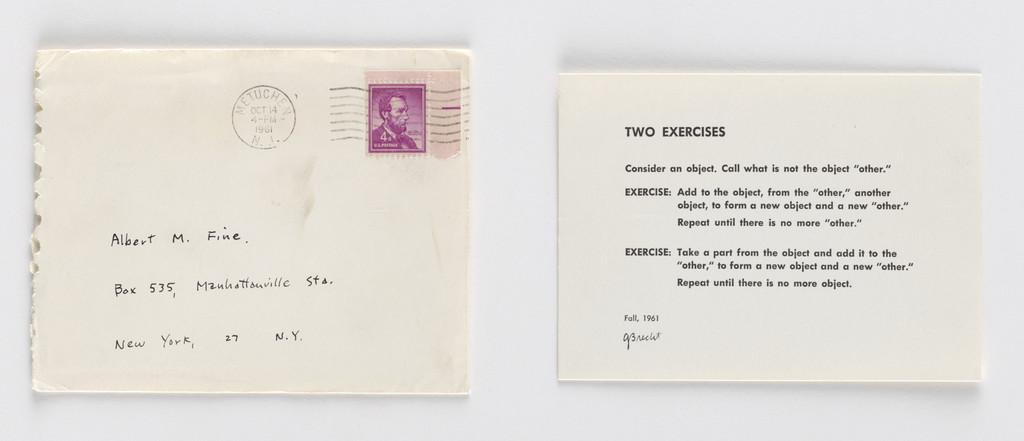 METUCHEN
OCT 14
4-PM
1961
N.J.
4¢
U.S. POSTAGE
Albert M. Fine.
Box 535, Manhattanville Sta.
New York, 27 N.Y.
TWO EXERCISES
Consider an object. Call what is not the object “other.”
EXERCISE: Add to the object, from the “other,” another
object, to form a new object and a new “other.”
Repeat until there is no more “other.”
EXERCISE: Take a part from the object and add it to the
“other,” to form a new object and a new “other.”
Repeat until there is no more object.
Fall, 1961
GBrecht